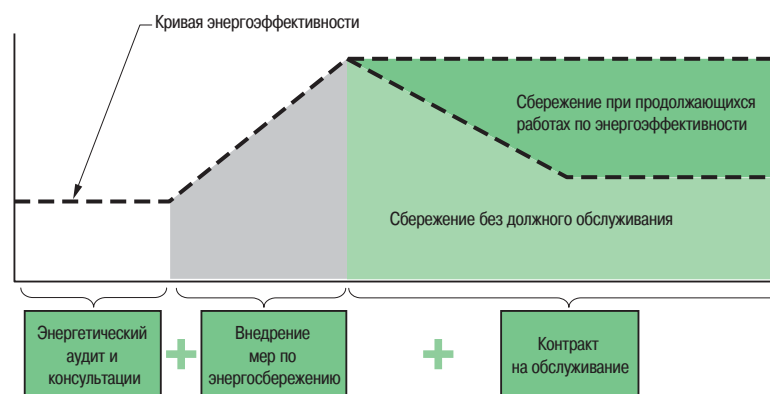 Кривая энергоэффективности
Сбережение при продолжающихся
работах по энергоэффективности
Сбережение без должного обслуживания
Энергетический
аудит и
консультации
+
Внедрение
мер по
энергосбережению
+
Контракт
на обслуживание